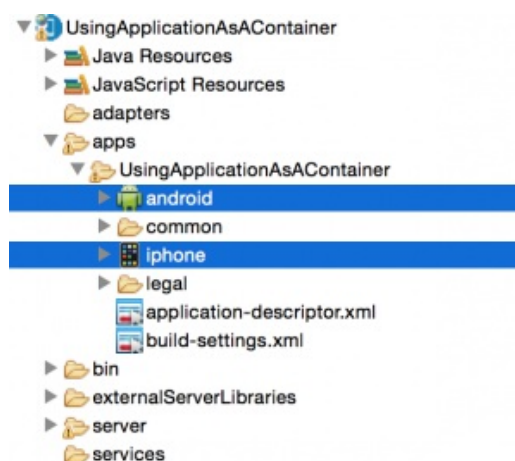 UsingApplicationAsAContainer
Java Resources
JavaScript Resources
adapters
apps
UsingApplicationAsAContainer
android
common
iphone
legal
application-descriptor.xml
build-settings.xml
bin
externalServerLibraries
server
services